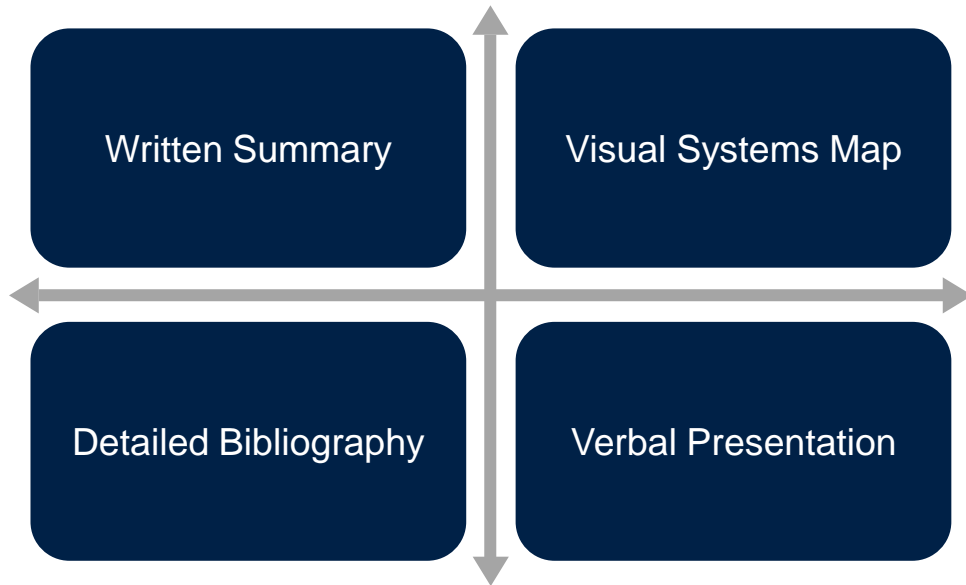 Written Summary
Visual Systems Map
Detailed Bibliography
Verbal Presentation